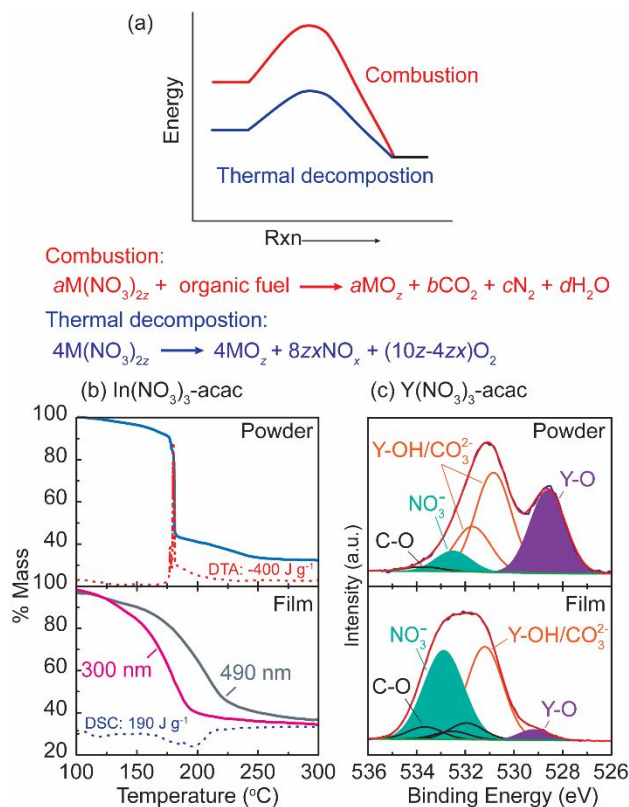 (a)
Energy
Combustion
Thermal decompostion
Rxn
Combustion:
aM(NO₃)₂z + organic fuel → aMOz + bCO₂ + cN₂ + dH₂O
Thermal decompostion:
4M(NO₃)₂z → 4MOz + 8zxNOₓ + (10z-4zx)O₂
(b) In(NO₃)₃-acac
% Mass
100
80
60
40
Powder
DTA: -400 J g⁻¹
100
80
60
40
20
Film
300 nm
490 nm
DSC: 190 J g⁻¹
100 150 200 250 300
Temperature (°C)
(c) Y(NO₃)₃-acac
Intensity (a.u.)
Powder
Y-OH/CO₃²⁻
Y-O
NO₃⁻
C-O
Film
NO₃⁻
Y-OH/CO₃²⁻
C-O
Y-O
536 534 532 530 528 526
Binding Energy (eV)